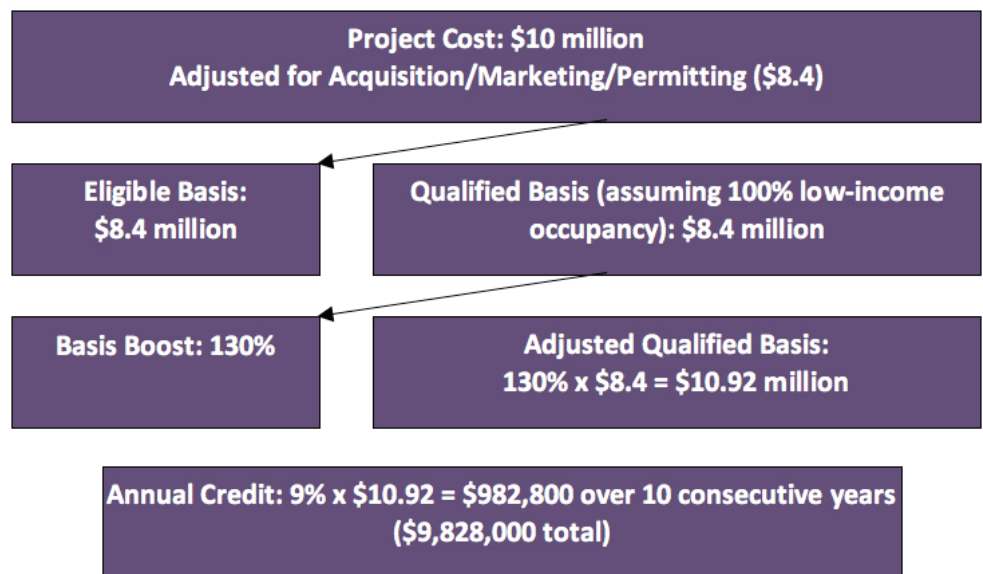 Project Cost: $10 million
Adjusted for Acquisition/Marketing/Permitting ($8.4)
Eligible Basis:
$8.4 million
Qualified Basis (assuming 100% low-income
occupancy): $8.4 million
Basis Boost: 130%
Adjusted Qualified Basis:
130% x $8.4 = $10.92 million
Annual Credit: 9% x $10.92 = $982,800 over 10 consecutive years
($9,828,000 total)